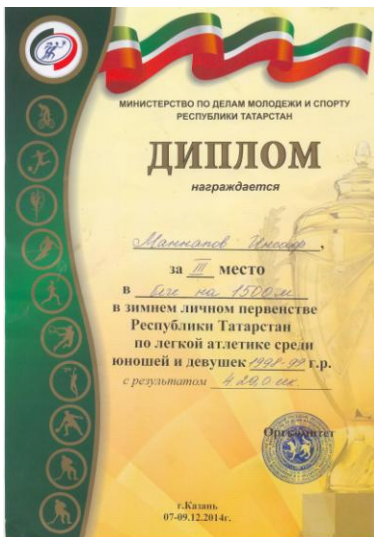 МИНИСТЕРСТВО ПО ДЕЛАМ МОЛОДЕЖИ И СПОРТУ
РЕСПУБЛИКИ ТАТАРСТАН
ДИПЛОМ
награждается
Маннапов Инсаф,
за III место
в беге на 1500м
в зимнем личном первенстве
Республики Татарстан
по легкой атлетике среди
юношей и девушек 1998-99 г.р.
с результатом 4.20,0 сек.
Оргкомитет
г.Казань
07-09.12.2014г.